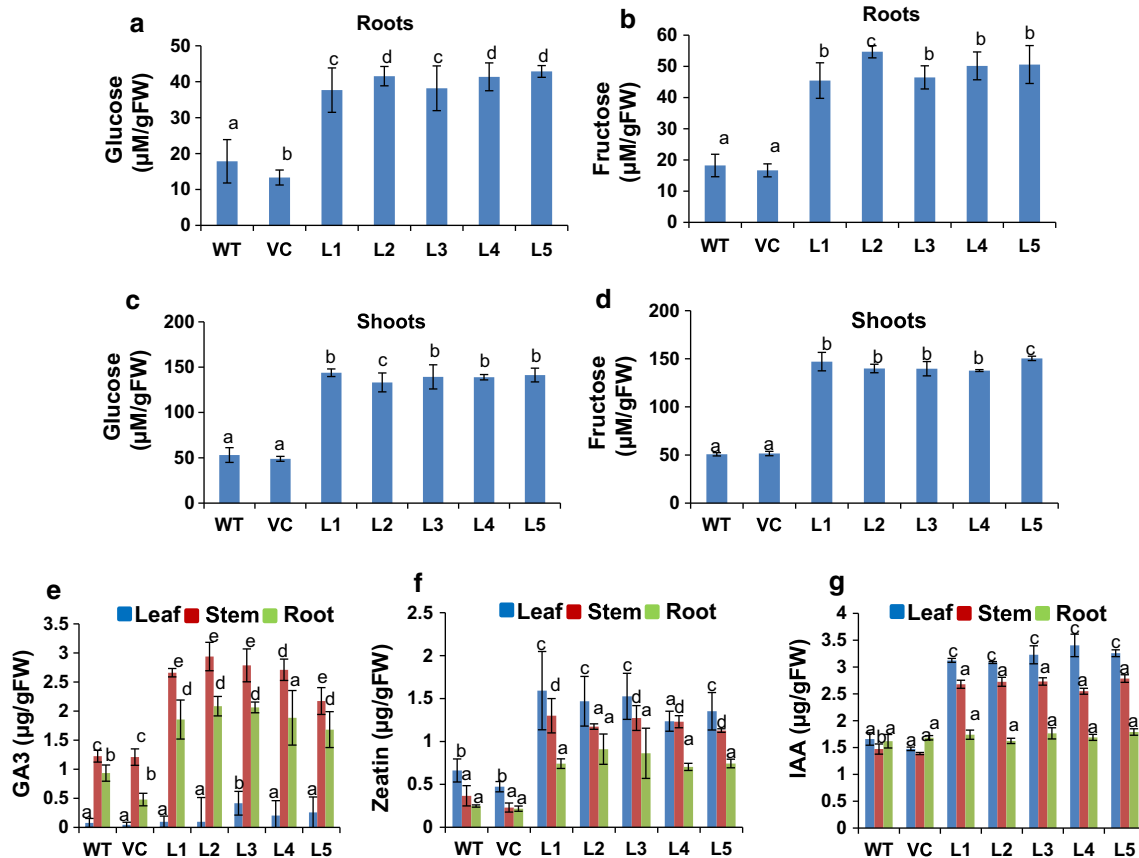 a
Roots
Glucose
(µM/gFW)
50
40
30
20
10
0
a b c d c d d
WT VC L1 L2 L3 L4 L5
b
Roots
Fructose
(µM/gFW)
60
50
40
30
20
10
0
a a b c b b b
WT VC L1 L2 L3 L4 L5
c
Shoots
Glucose
(µM/gFW)
200
150
100
50
0
a a b c b b b
WT VC L1 L2 L3 L4 L5
d
Shoots
Fructose
(µM/gFW)
200
150
100
50
0
a a b b b b c
WT VC L1 L2 L3 L4 L5
e
Leaf Stem Root
GA3 (µg/gFW)
3.5
3
2.5
2
1.5
1
0.5
0
a c b a c b a e d a e d a e d a d a a e d
WT VC L1 L2 L3 L4 L5
f
Leaf Stem Root
Zeatin (µg/gFW)
2.5
2
1.5
1
0.5
0
b a a b a a c d a c a a c d a c d a c d a
WT VC L1 L2 L3 L4 L5
g
Leaf Stem Root
IAA (µg/gFW)
4
3.5
3
2.5
2
1.5
1
0.5
0
a b a a a a c a a c a a c a a c a a c a a
WT VC L1 L2 L3 L4 L5